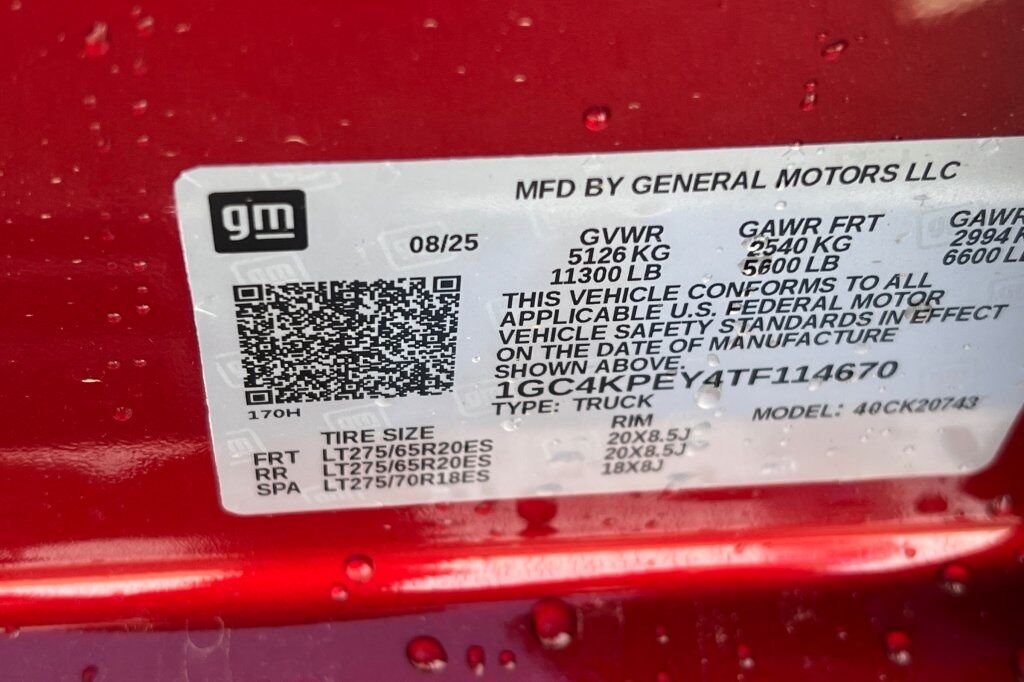 gm
MFD BY GENERAL MOTORS LLC
08/25
GVWR GAWR FRT GAWR
5126 KG 2540 KG 2994 K
11300 LB 5600 LB 6600 L
THIS VEHICLE CONFORMS TO ALL
APPLICABLE U.S. FEDERAL MOTOR
VEHICLE SAFETY STANDARDS IN EFFECT
ON THE DATE OF MANUFACTURE
SHOWN ABOVE.
1GC4KPEY4TF114670
TYPE: TRUCK MODEL: 40CK20743
170H
TIRE SIZE RIM
FRT LT275/65R20ES 20X8.5J
RR LT275/65R20ES 20X8.5J
SPA LT275/70R18ES 18X8J